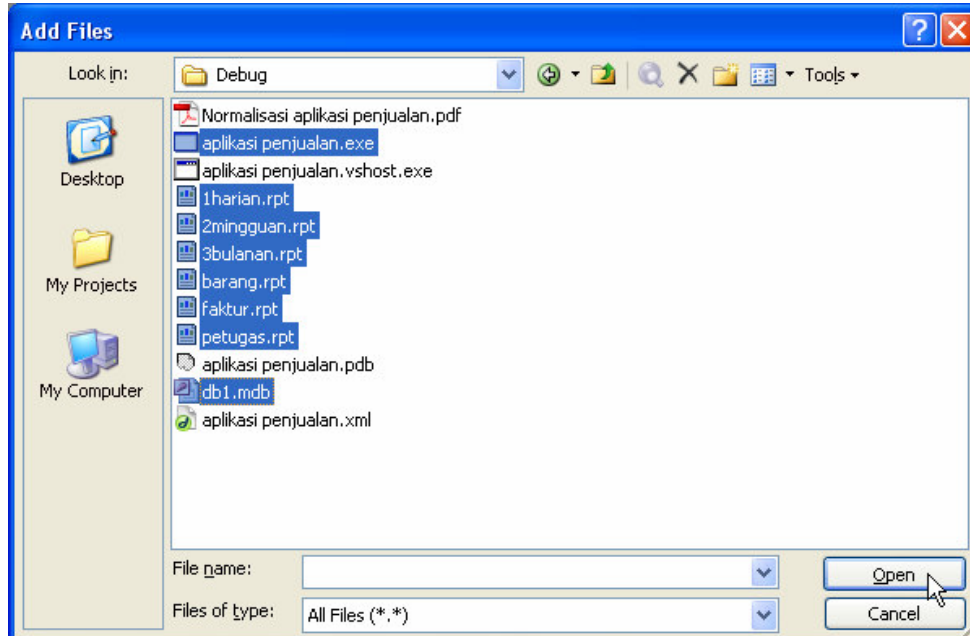 Add Files
Look in:
Debug
Tools
Desktop
My Projects
My Computer
Normalisasi aplikasi penjualan.pdf
aplikasi penjualan.exe
aplikasi penjualan.vshost.exe
1harian.rpt
2mingguan.rpt
3bulanan.rpt
barang.rpt
faktur.rpt
petugas.rpt
aplikasi penjualan.pdb
db1.mdb
aplikasi penjualan.xml
File name:
Open
Files of type:
All Files (*.*)
Cancel